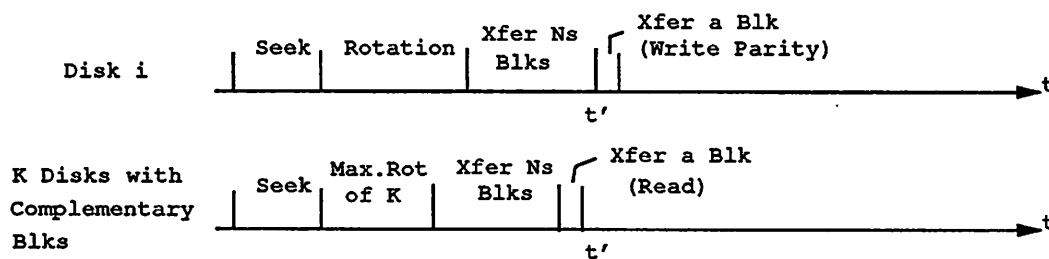 Xfer a Blk
(Write Parity)
Seek
Rotation
Xfer Ns
Blks
Disk i
t
t'
Xfer a Blk
(Read)
K Disks with
Complementary
Blks
Seek
Max.Rot
of K
Xfer Ns
Blks
t
t'